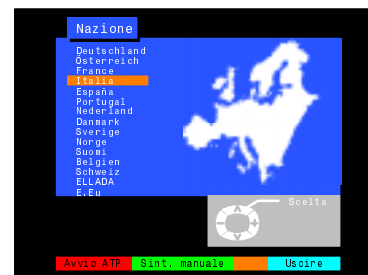 Nazione
Deutschland
Österreich
France
Italia
España
Portugal
Nederland
Danmark
Sverige
Norge
Suomi
Belgien
Schweiz
ELLADA
E.Eu
Scelta
Avvio ATP Sint. manuale Uscire